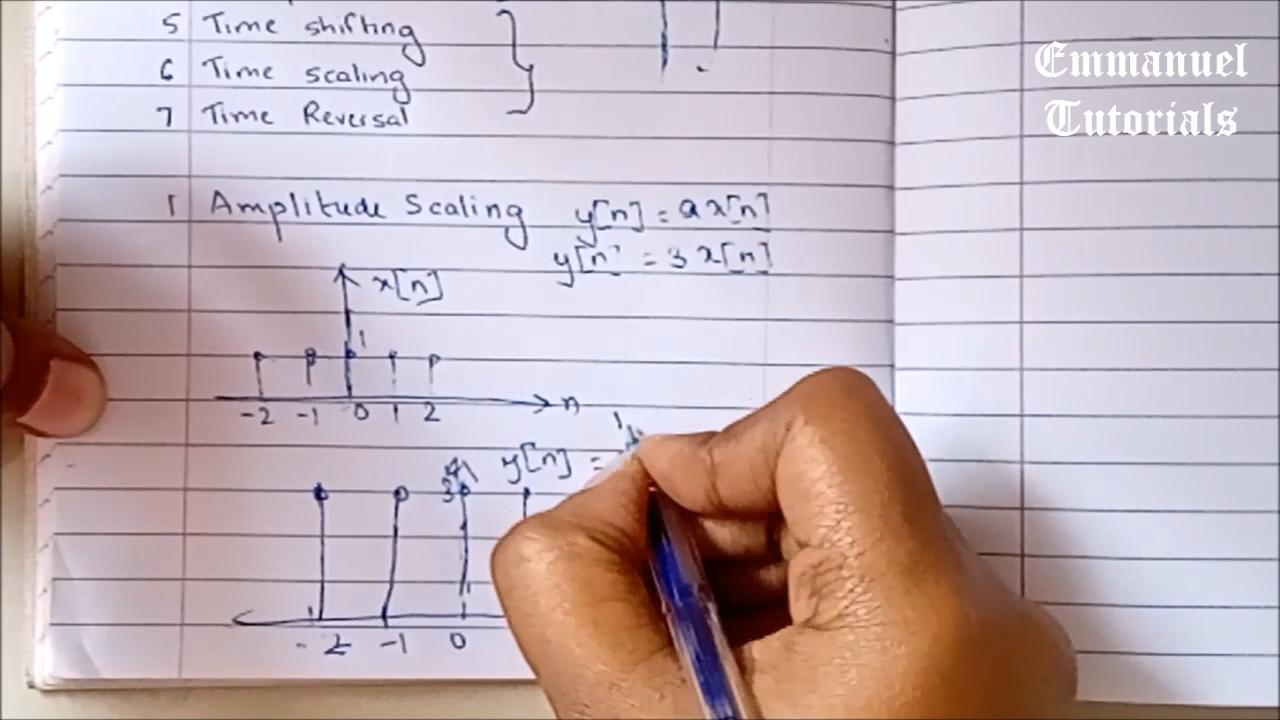 5 Time shifting
6 Time scaling
7 Time Reversal
Emmanuel
Tutorials
1 Amplitude Scaling y[n] = a x[n]
y[n] = 3 x[n]
x[n]
1
-2 -1 0 1 2 n
y[n] =
3
-2 -1 0